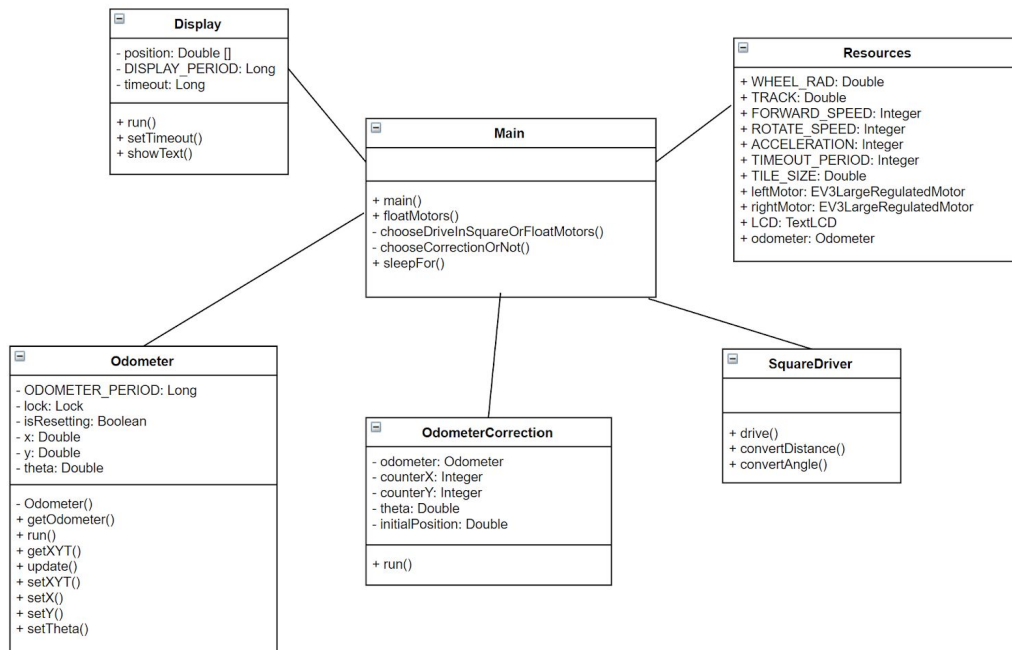 Display
- position: Double []
- DISPLAY_PERIOD: Long
- timeout: Long
+ run()
+ setTimeout()
+ showText()
Main
+ main()
+ floatMotors()
- chooseDriveInSquareOrFloatMotors()
- chooseCorrectionOrNot()
+ sleepFor()
Resources
+ WHEEL_RAD: Double
+ TRACK: Double
+ FORWARD_SPEED: Integer
+ ROTATE_SPEED: Integer
+ ACCELERATION: Integer
+ TIMEOUT_PERIOD: Integer
+ TILE_SIZE: Double
+ leftMotor: EV3LargeRegulatedMotor
+ rightMotor: EV3LargeRegulatedMotor
+ LCD: TextLCD
+ odometer: Odometer
Odometer
- ODOMETER_PERIOD: Long
- lock: Lock
- isResetting: Boolean
- x: Double
- y: Double
- theta: Double
- Odometer()
+ getOdometer()
+ run()
+ getXYT()
+ update()
+ setXYT()
+ setX()
+ setY()
+ setTheta()
OdometerCorrection
- odometer: Odometer
- counterX: Integer
- counterY: Integer
- theta: Double
- initialPosition: Double
+ run()
SquareDriver
+ drive()
+ convertDistance()
+ convertAngle()